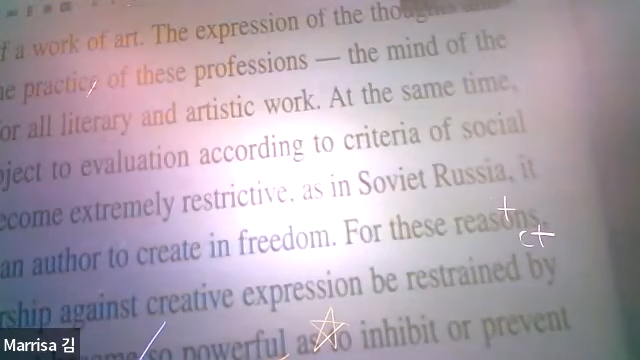 f a work of art. The expression of the thoughts and
e practice of these professions — the mind of the
or all literary and artistic work. At the same time,
ject to evaluation according to criteria of social
ecome extremely restrictive, as in Soviet Russia, it
an author to create in freedom. For these reasons,
ct
rship against creative expression be restrained by
so powerful as to inhibit or prevent
Marrisa 김